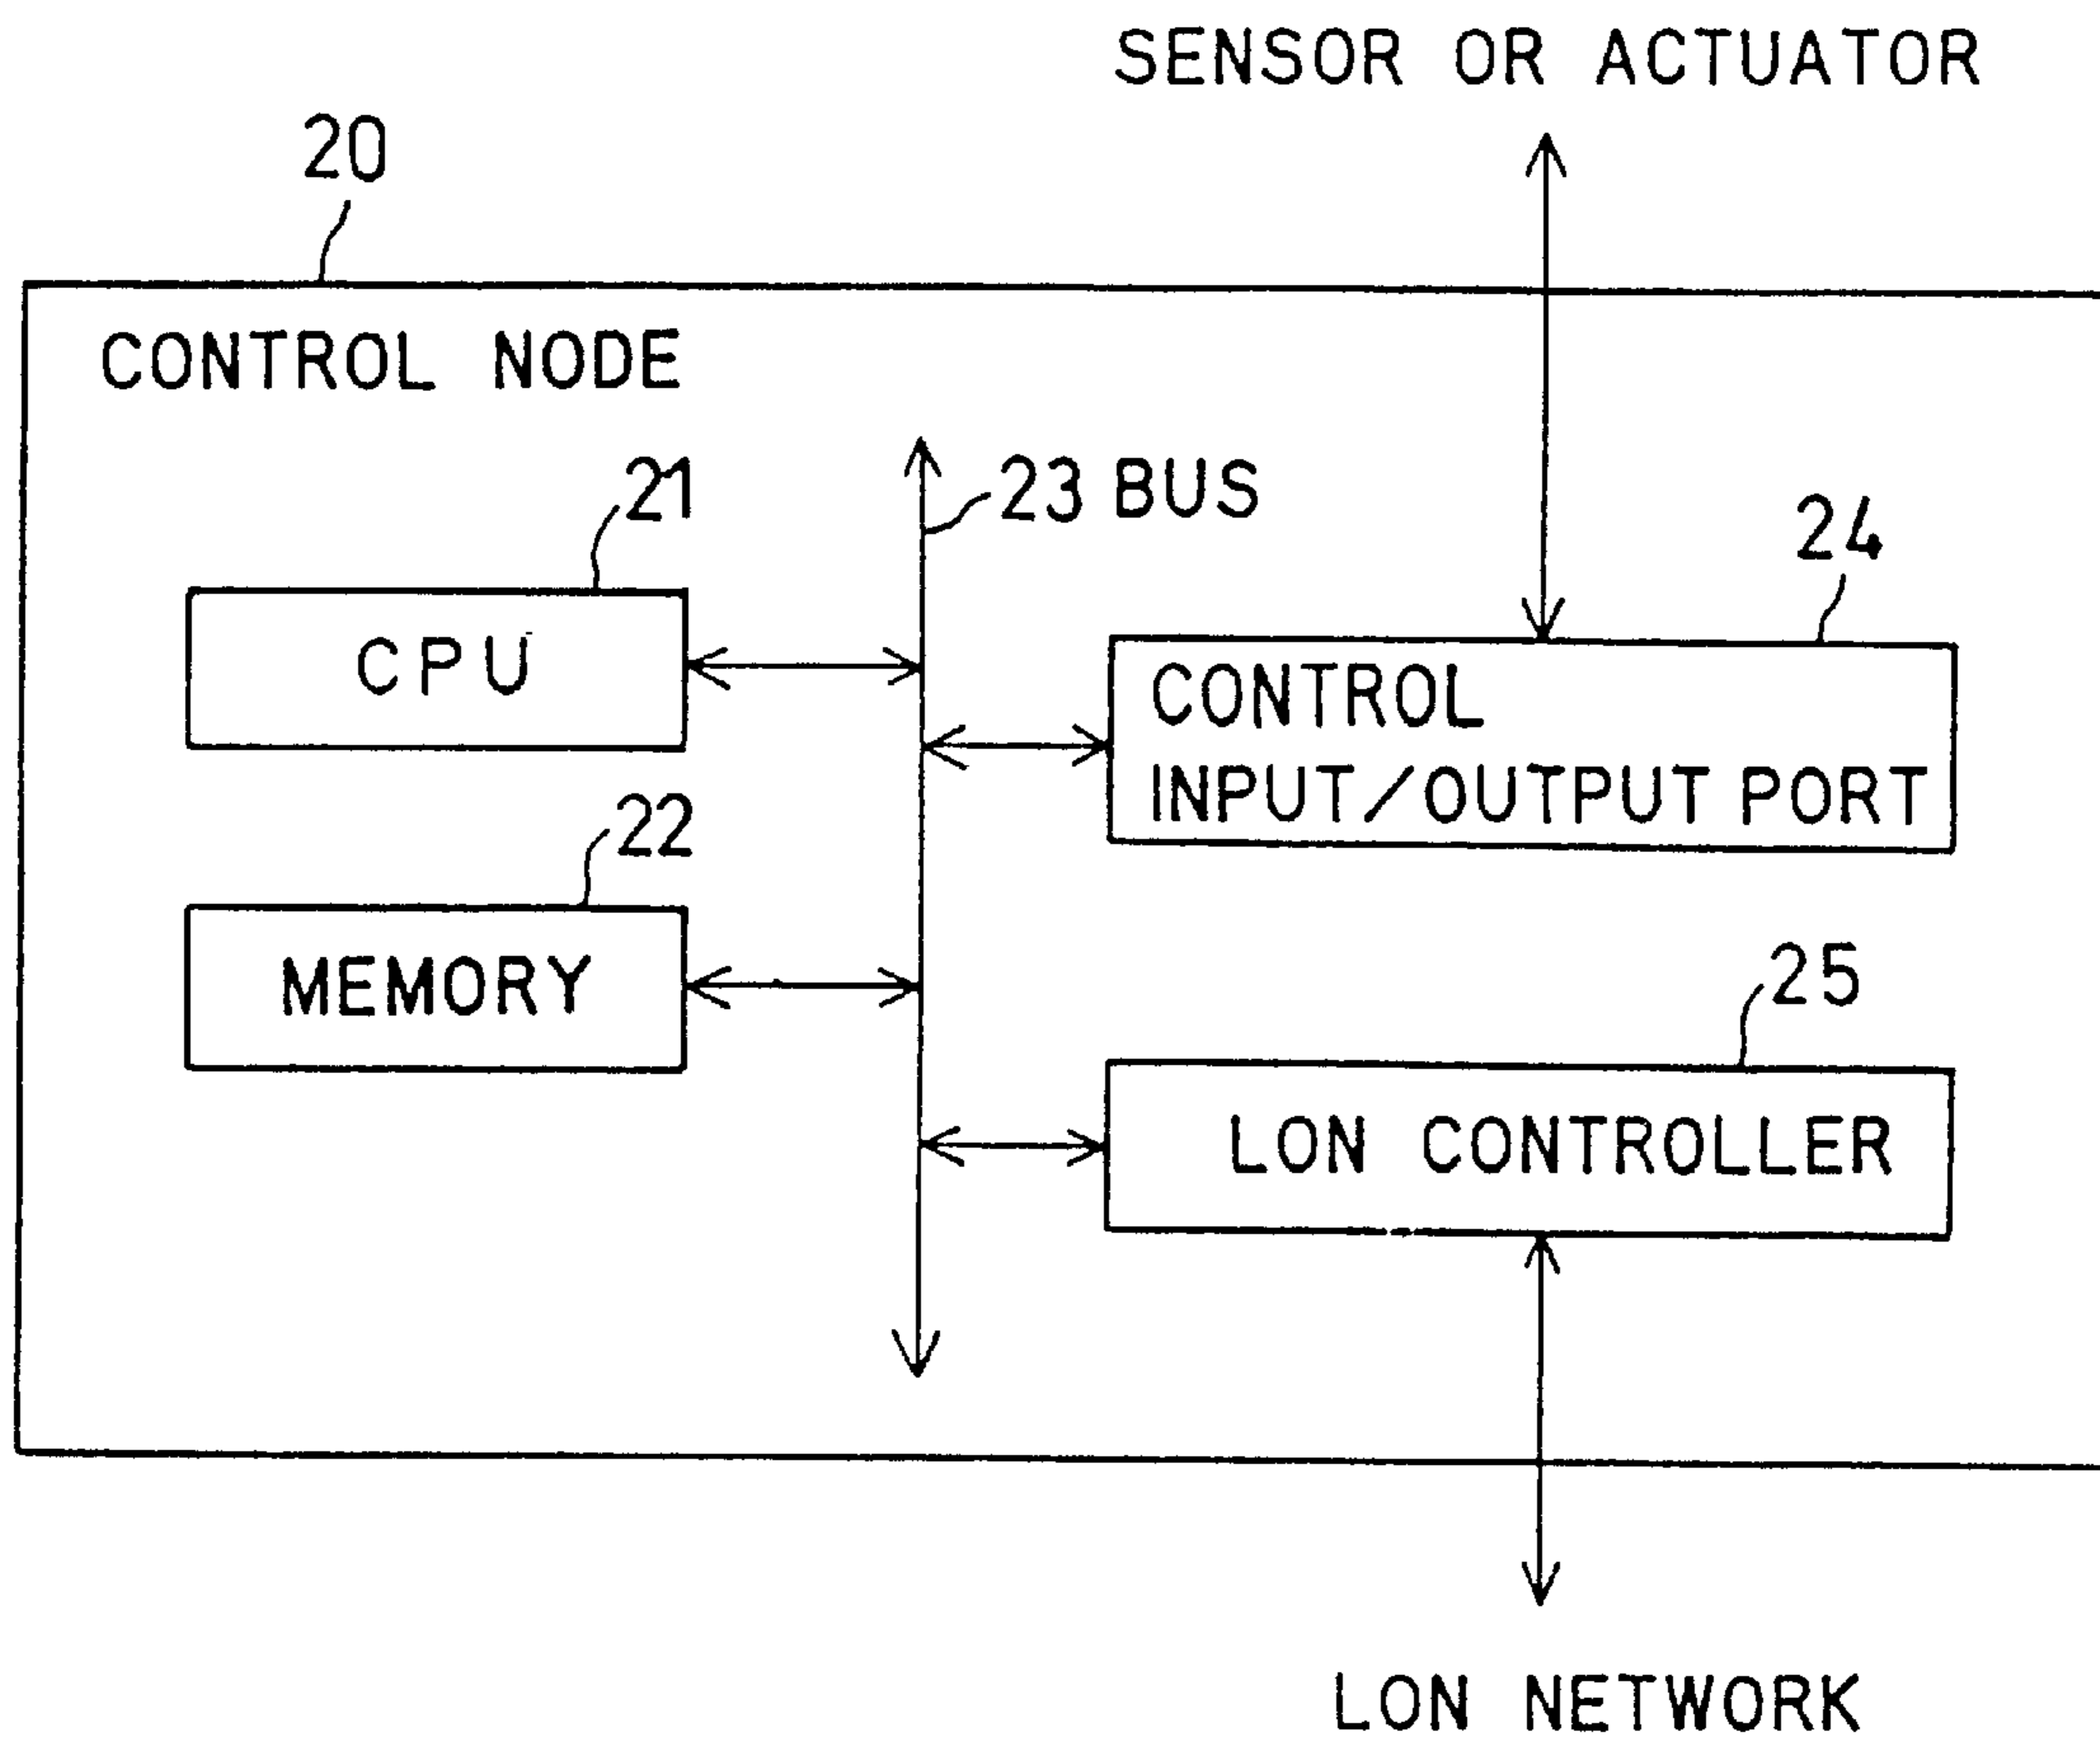 SENSOR OR ACTUATOR
20
CONTROL NODE
21
23 BUS
24
CPU
CONTROL
INPUT/OUTPUT PORT
22
MEMORY
25
LON CONTROLLER
LON NETWORK